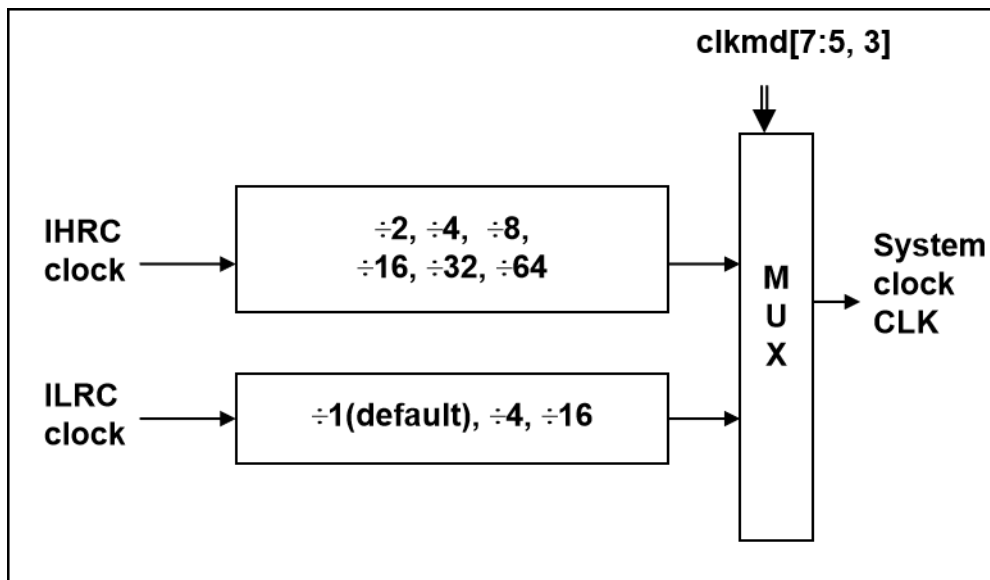 clkmd[7:5, 3]
IHRC
clock
÷2, ÷4, ÷8,
÷16, ÷32, ÷64
M
U
X
System
clock
CLK
ILRC
clock
÷1(default), ÷4, ÷16